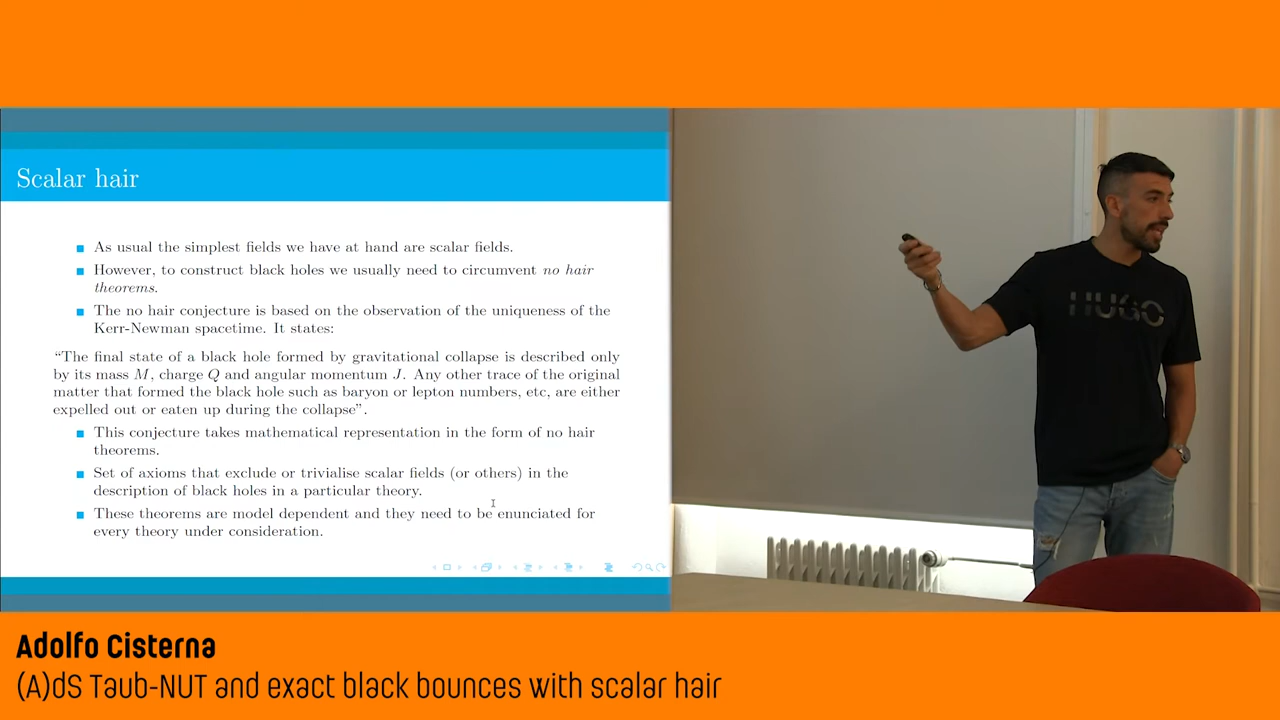 Scalar hair
As usual the simplest fields we have at hand are scalar fields.
However, to construct black holes we usually need to circumvent no hair
theorems.
The no hair conjecture is based on the observation of the uniqueness of the
Kerr-Newman spacetime. It states:
“The final state of a black hole formed by gravitational collapse is described only
by its mass M, charge Q and angular momentum J. Any other trace of the original
matter that formed the black hole such as baryon or lepton numbers, etc, are either
expelled out or eaten up during the collapse”.
This conjecture takes mathematical representation in the form of no hair
theorems.
Set of axioms that exclude or trivialise scalar fields (or others) in the
description of black holes in a particular theory.
These theorems are model dependent and they need to be enunciated for
every theory under consideration.
HUGO
Adolfo Cisterna
(A)dS Taub-NUT and exact black bounces with scalar hair